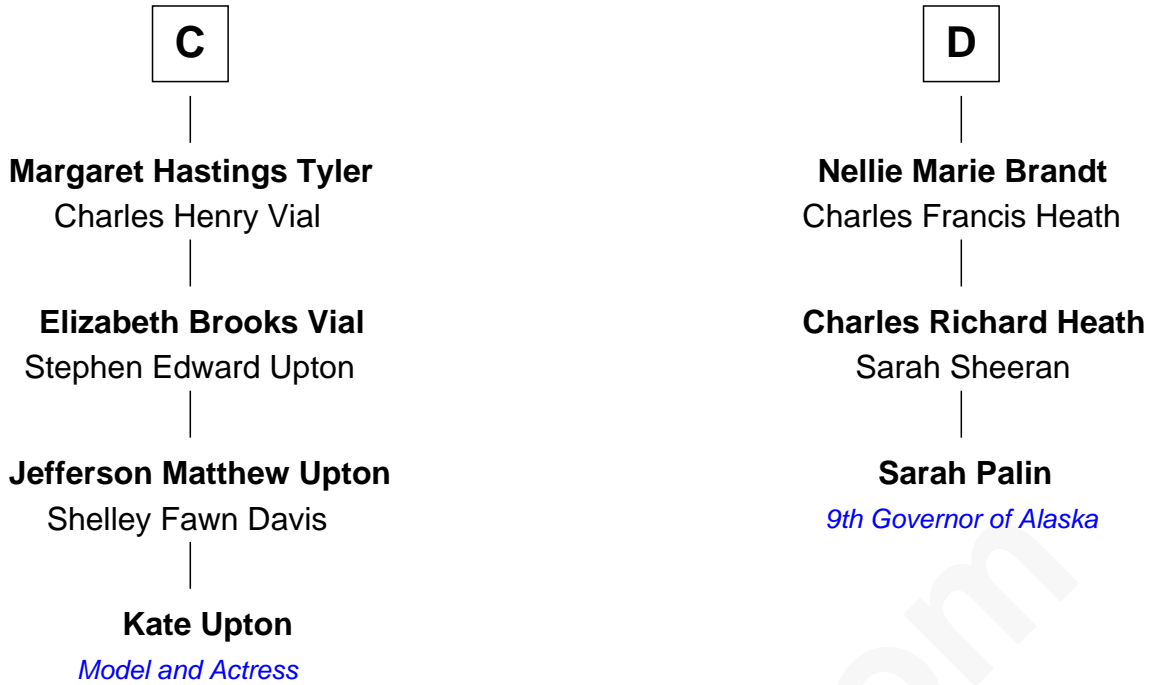 C
Margaret Hastings Tyler
Charles Henry Vial
Elizabeth Brooks Vial
Stephen Edward Upton
Jefferson Matthew Upton
Shelley Fawn Davis
Kate Upton
Model and Actress
D
Nellie Marie Brandt
Charles Francis Heath
Charles Richard Heath
Sarah Sheeran
Sarah Palin
9th Governor of Alaska
om